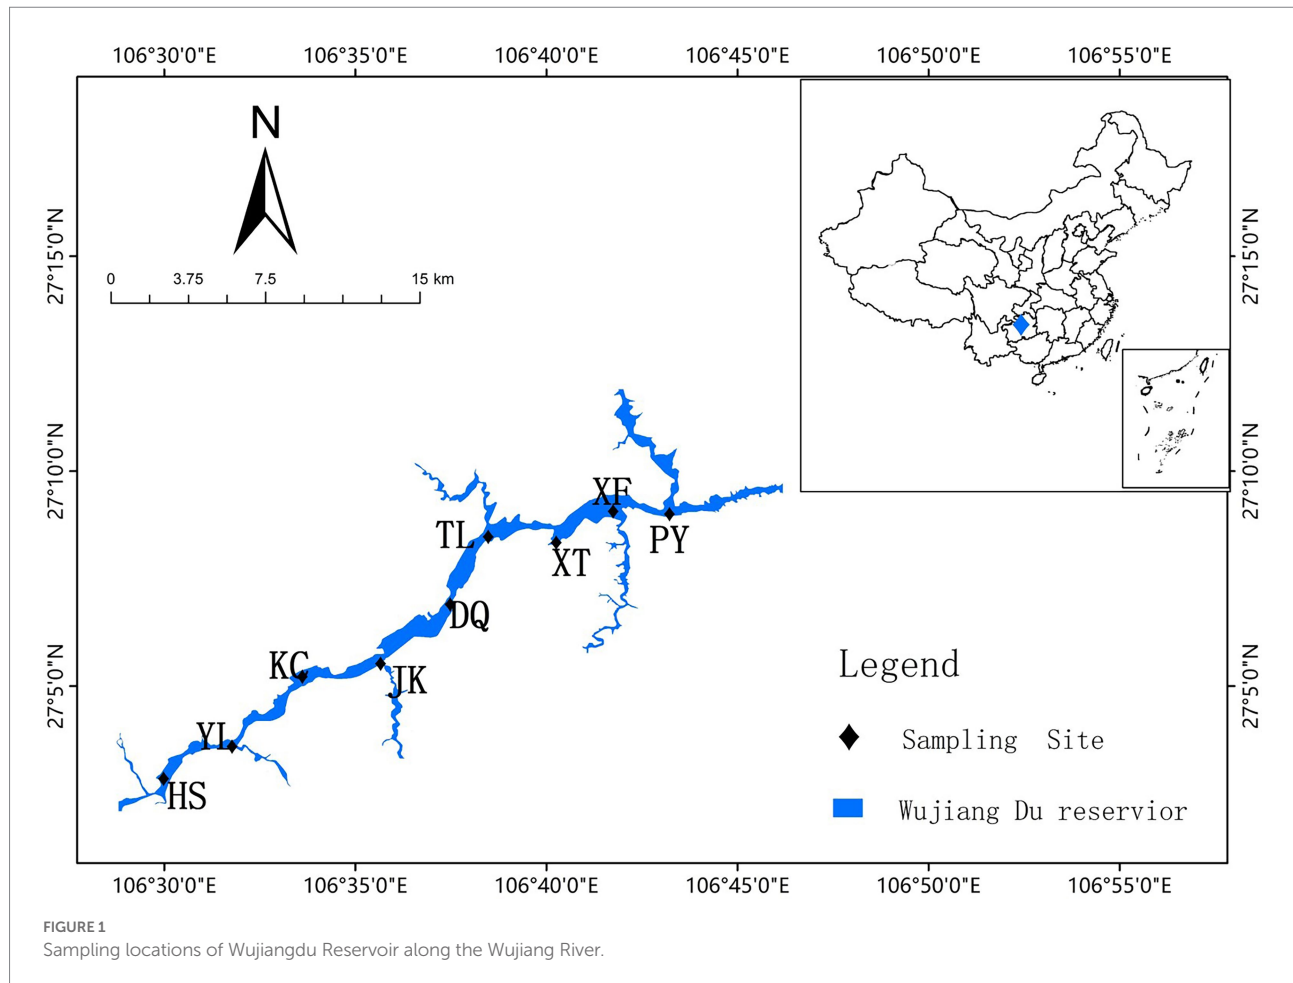 106°30'0"E 106°35'0"E 106°40'0"E 106°45'0"E 106°50'0"E 106°55'0"E
N
0 3.75 7.5 15 km
27°15'0"N
27°10'0"N
27°5'0"N
27°15'0"N
27°10'0"N
27°5'0"N
XF
TL
XT
PY
DQ
KC
JK
YL
HS
Legend
Sampling Site
Wujiang Du reservior
106°30'0"E 106°35'0"E 106°40'0"E 106°45'0"E 106°50'0"E 106°55'0"E
FIGURE 1
Sampling locations of Wujiangdu Reservoir along the Wujiang River.